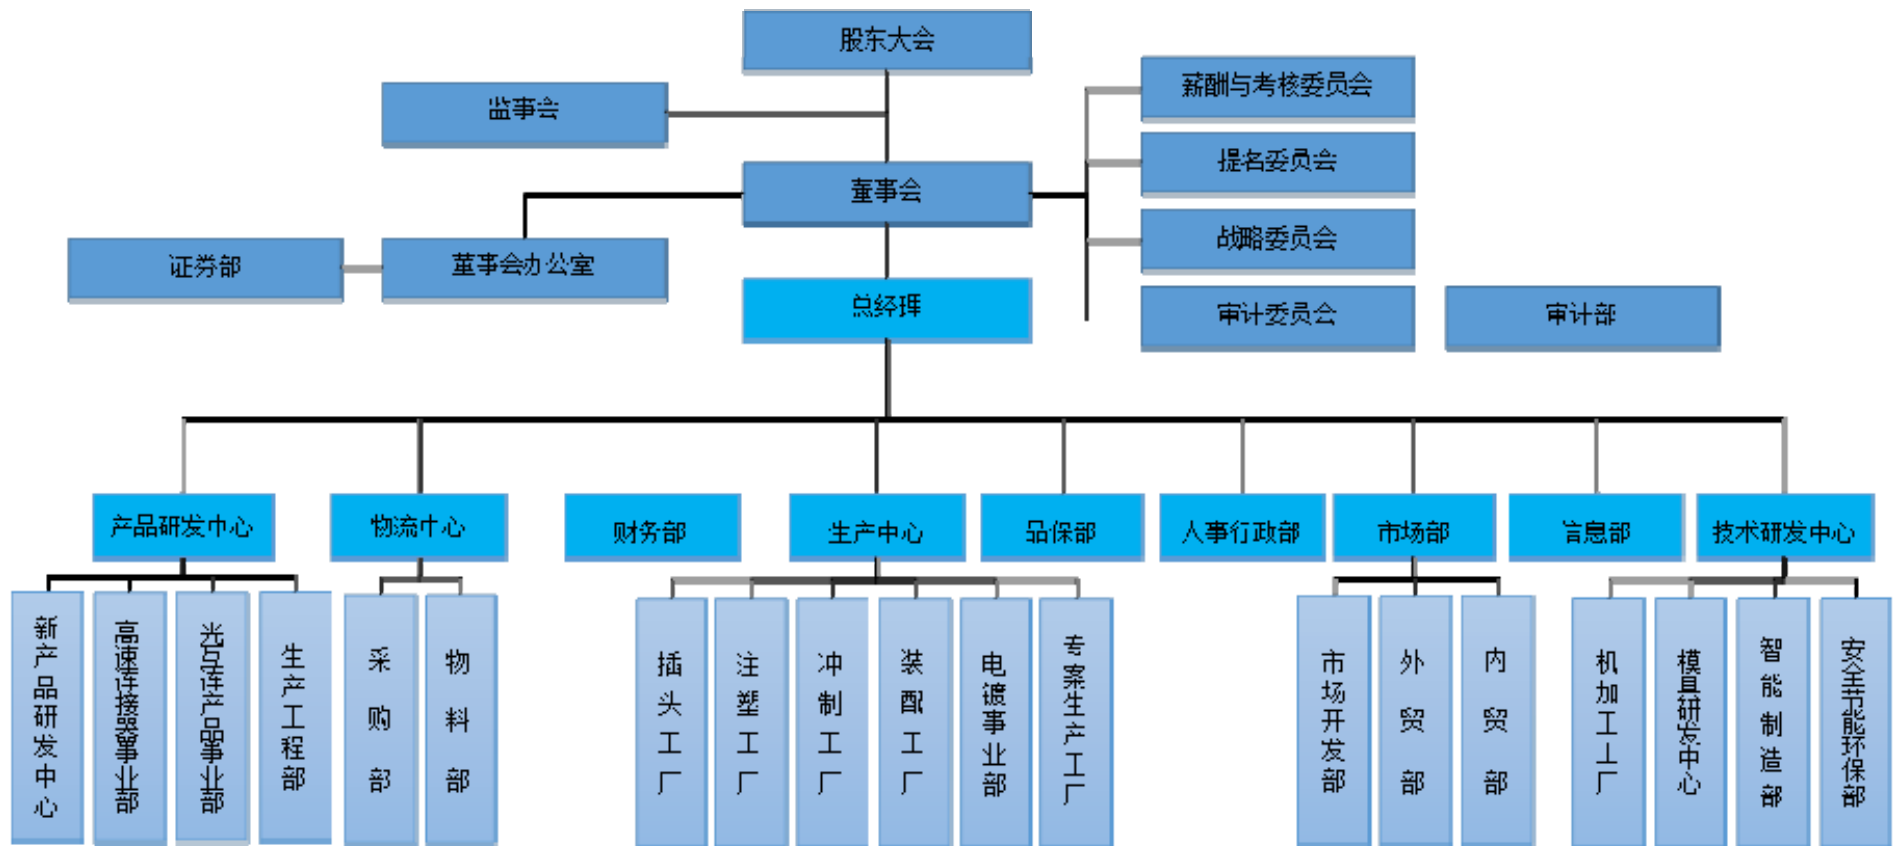 股东大会
监事会
薪酬与考核委员会
提名委员会
董事会
战略委员会
证券部
董事会办公室
总经理
审计委员会
审计部
产品研发中心
物流中心
财务部
生产中心
品保部
人事行政部
市场部
信息部
技术研发中心
新产品研发中心
高速连接器事业部
光互连产品事业部
生产工程部
采购部
物料部
插头工厂
注塑工厂
冲制工厂
装配工厂
电镀事业部
专案生产工厂
市场开发部
外贸部
内贸部
机加工工厂
模具研发中心
智能制造部
安全节能环保部